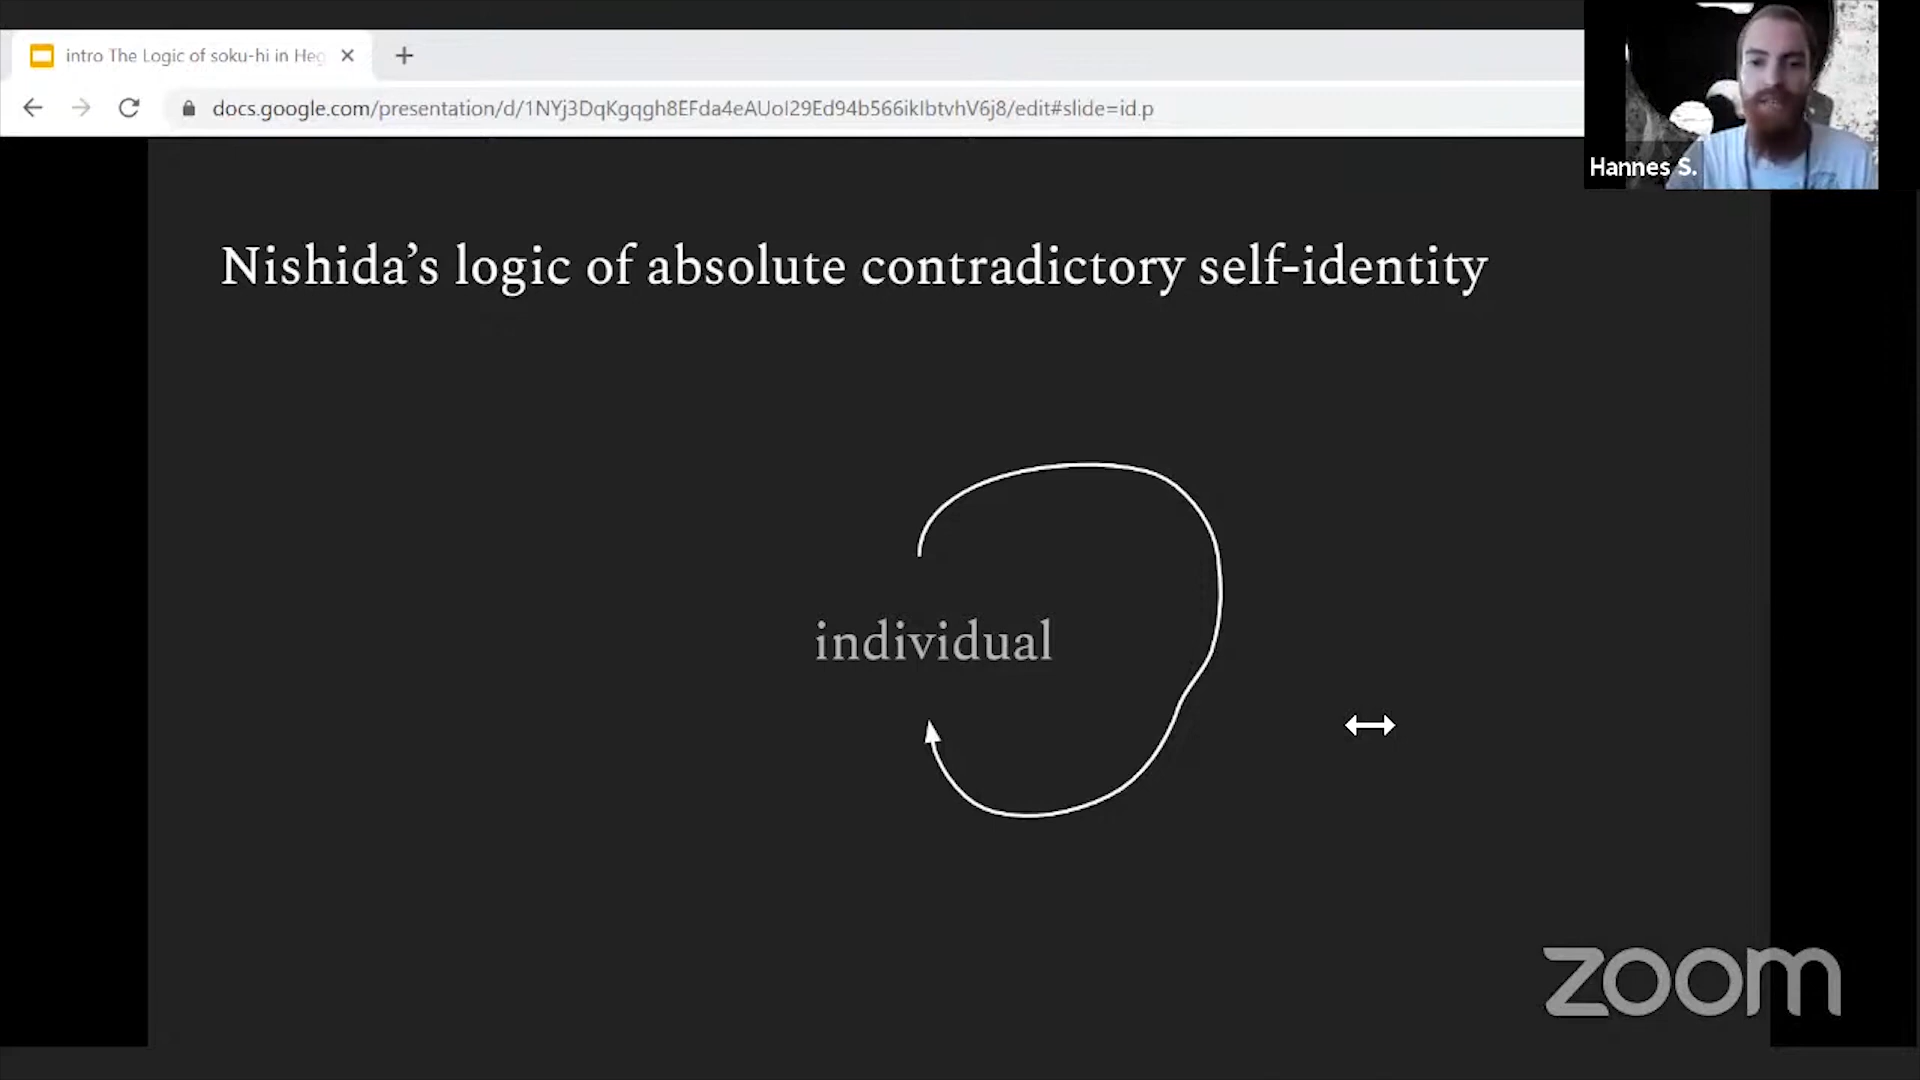 intro The Logic of soku-hi in Heg
docs.google.com/presentation/d/1NYj3DqKgqgh8EFda4eAUoI29Ed94b566ikIbtvhV6j8/edit#slide=id.p
Hannes S.
Nishida’s logic of absolute contradictory self-identity
individual
zoom